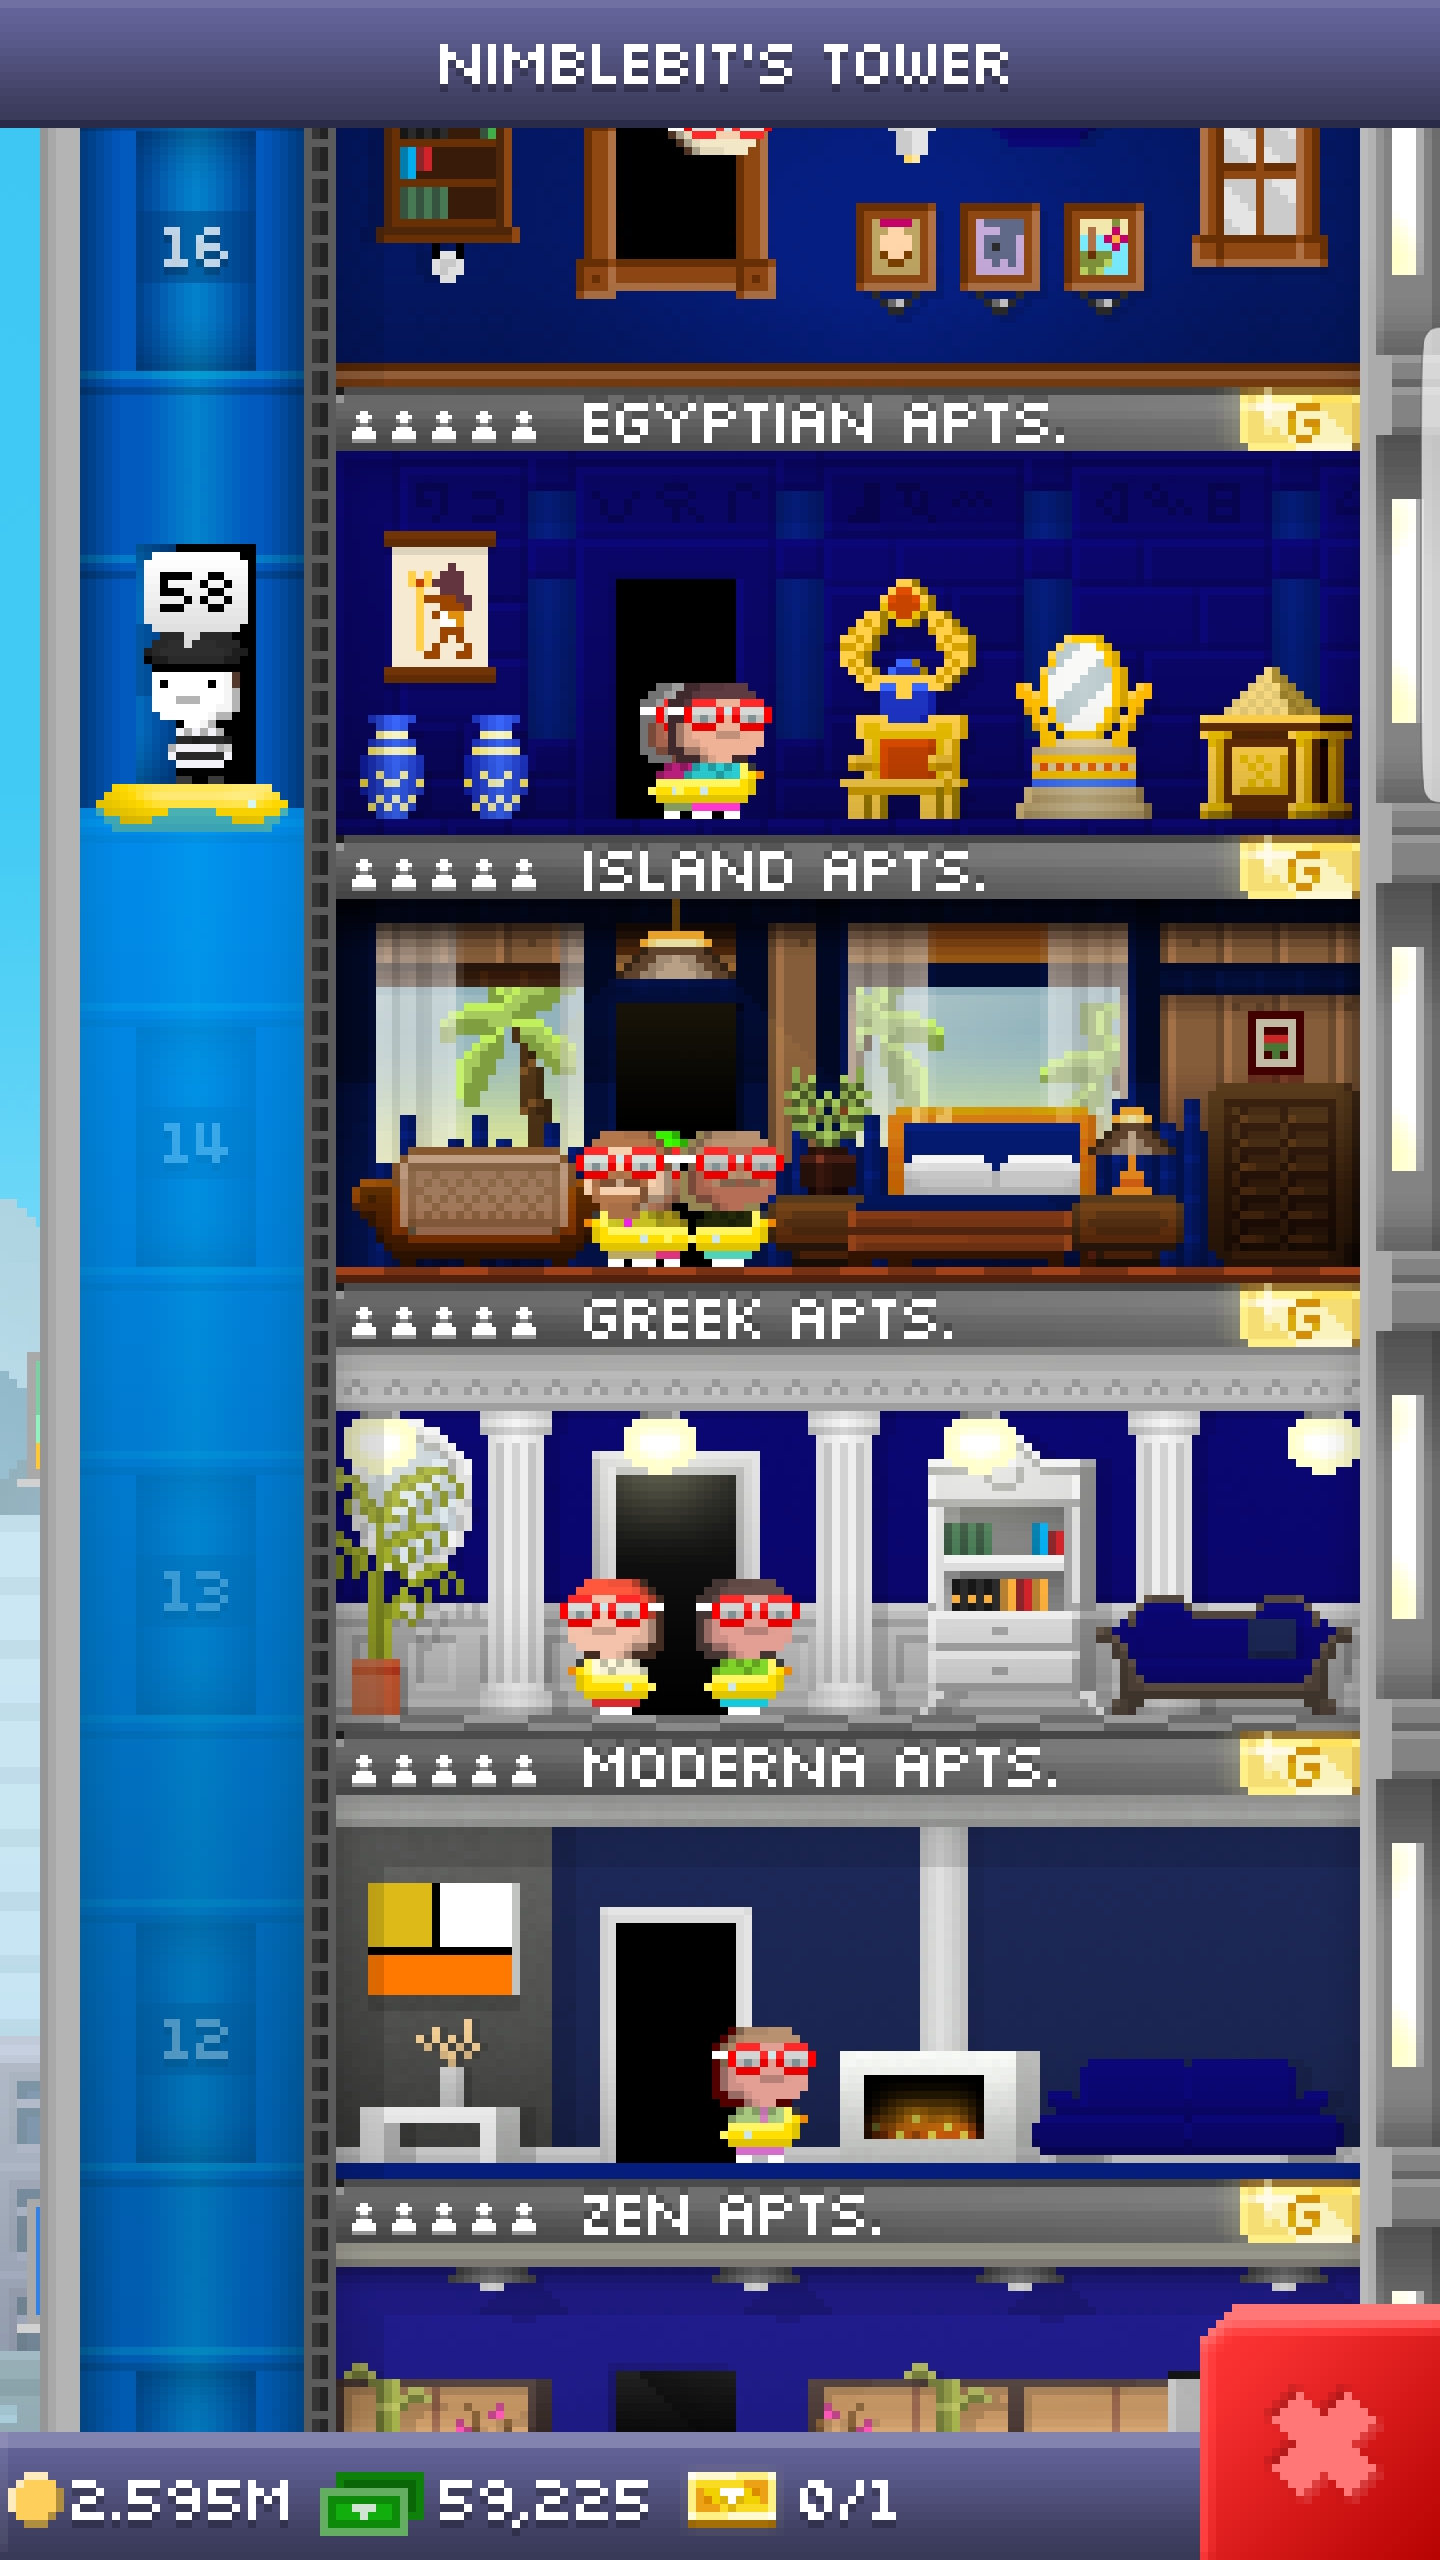 NIMBLEBIT'S TOWER
16
EGYPTIAN APTS. G
58
ISLAND APTS. G
14
GREEK APTS. G
13
MODERNA APTS. G
12
ZEN APTS. G
2.595M 59,225 0/1